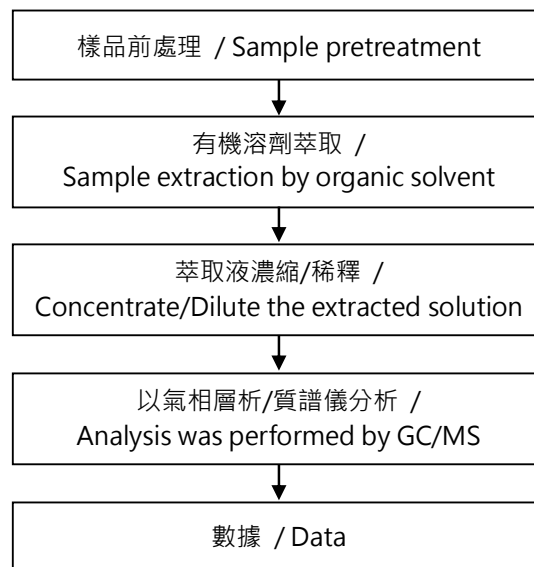 樣品前處理 / Sample pretreatment
有機溶劑萃取 /
Sample extraction by organic solvent
萃取液濃縮/稀釋 /
Concentrate/Dilute the extracted solution
以氣相層析/質譜儀分析 /
Analysis was performed by GC/MS
數據 / Data